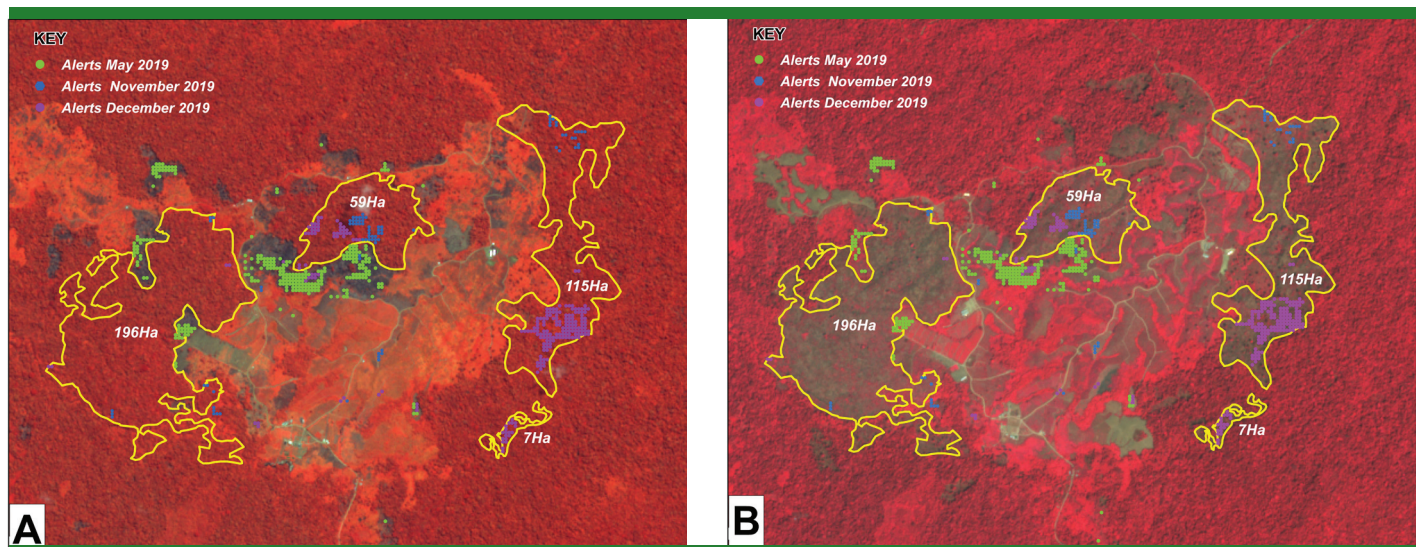 KEY
Alerts May 2019
Alerts November 2019
Alerts December 2019
59Ha
115Ha
196Ha
7Ha
A
KEY
Alerts May 2019
Alerts November 2019
Alerts December 2019
59Ha
115Ha
196Ha
7Ha
B